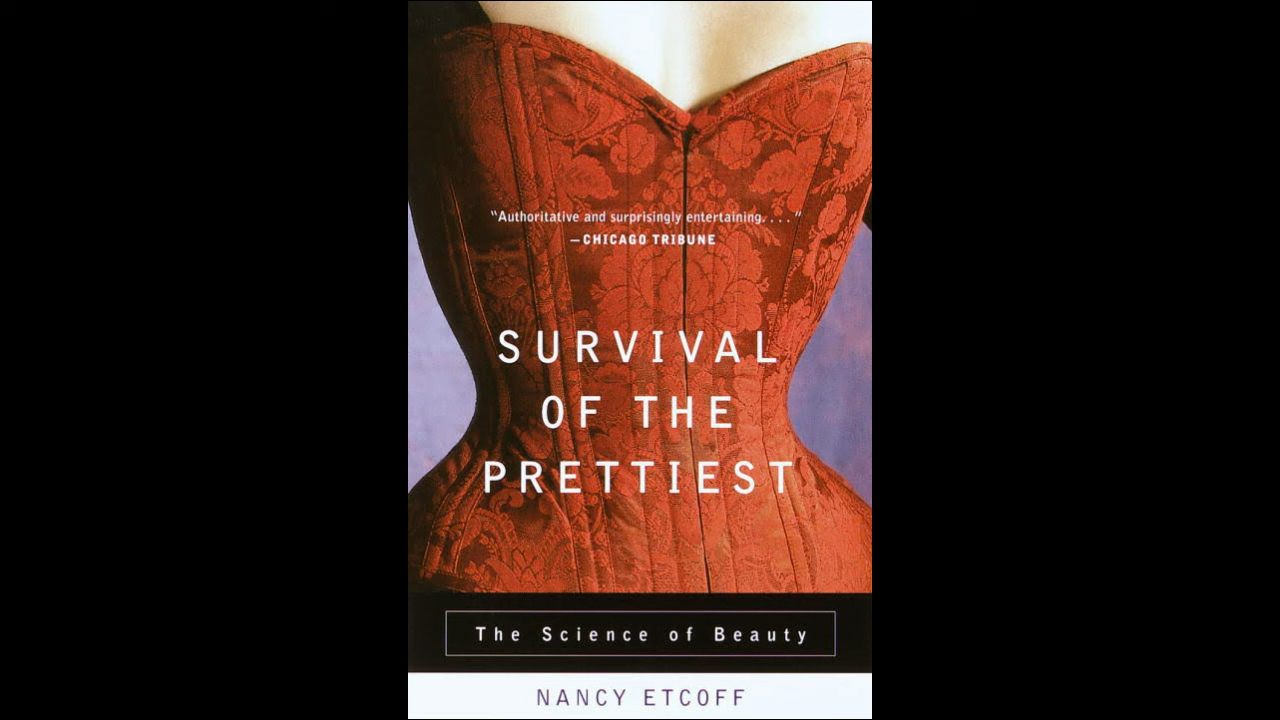 “Authoritative and surprisingly entertaining. . . .”
—CHICAGO TRIBUNE
SURVIVAL
OF THE
PRETTIEST
The Science of Beauty
NANCY ETCOFF